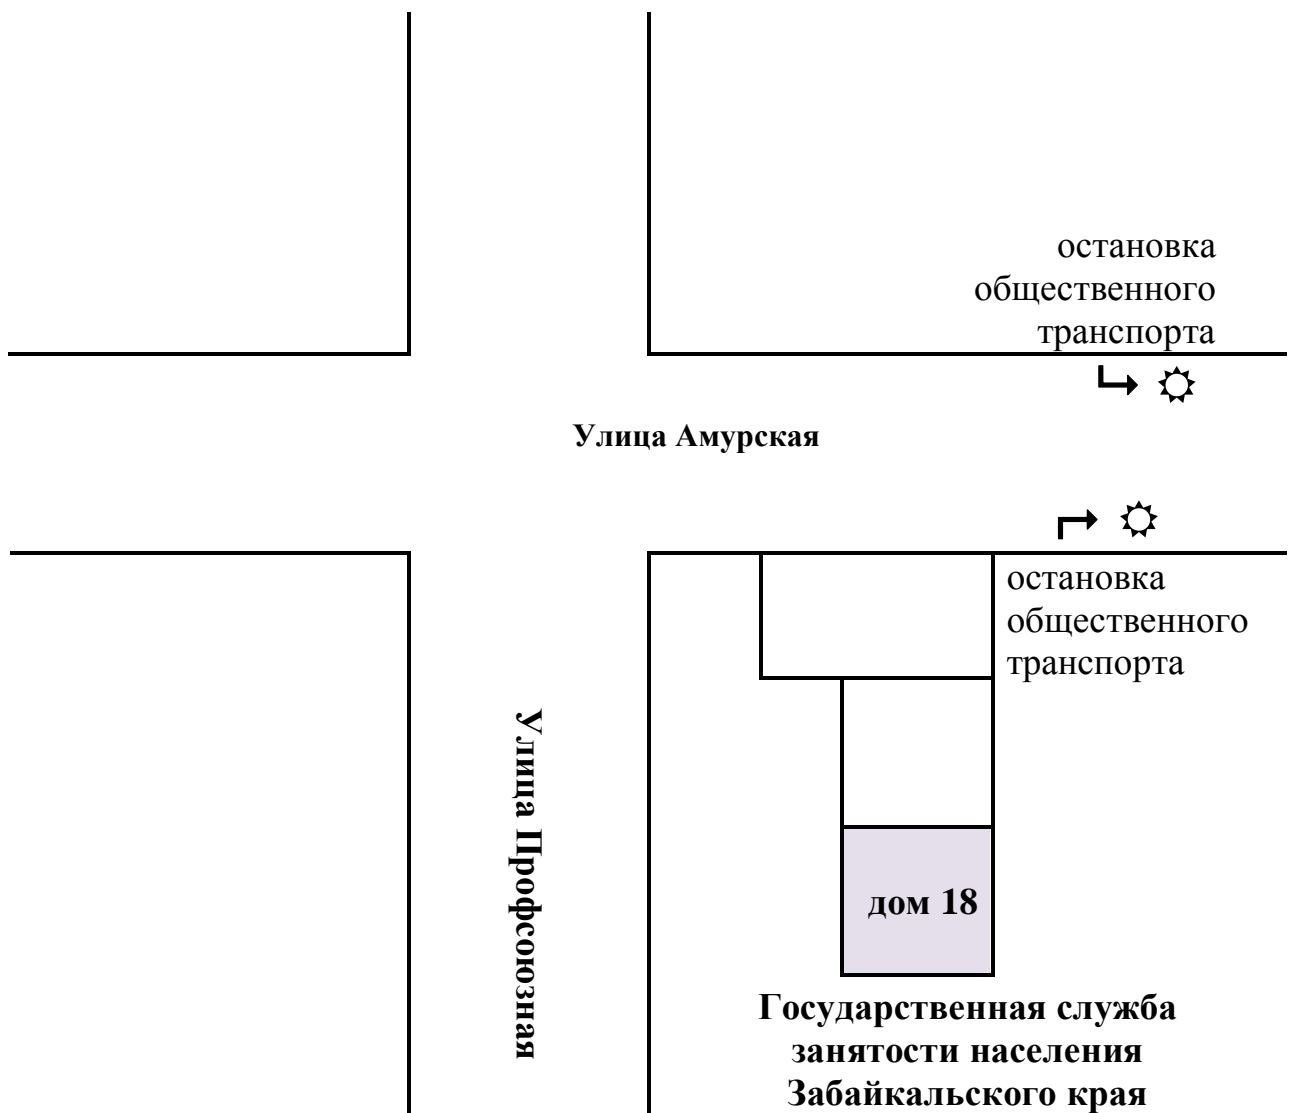 остановка
общественного
транспорта
Улица Амурская
остановка
общественного
транспорта
Улица Профсоюзная
дом 18
Государственная служба
занятости населения
Забайкальского края